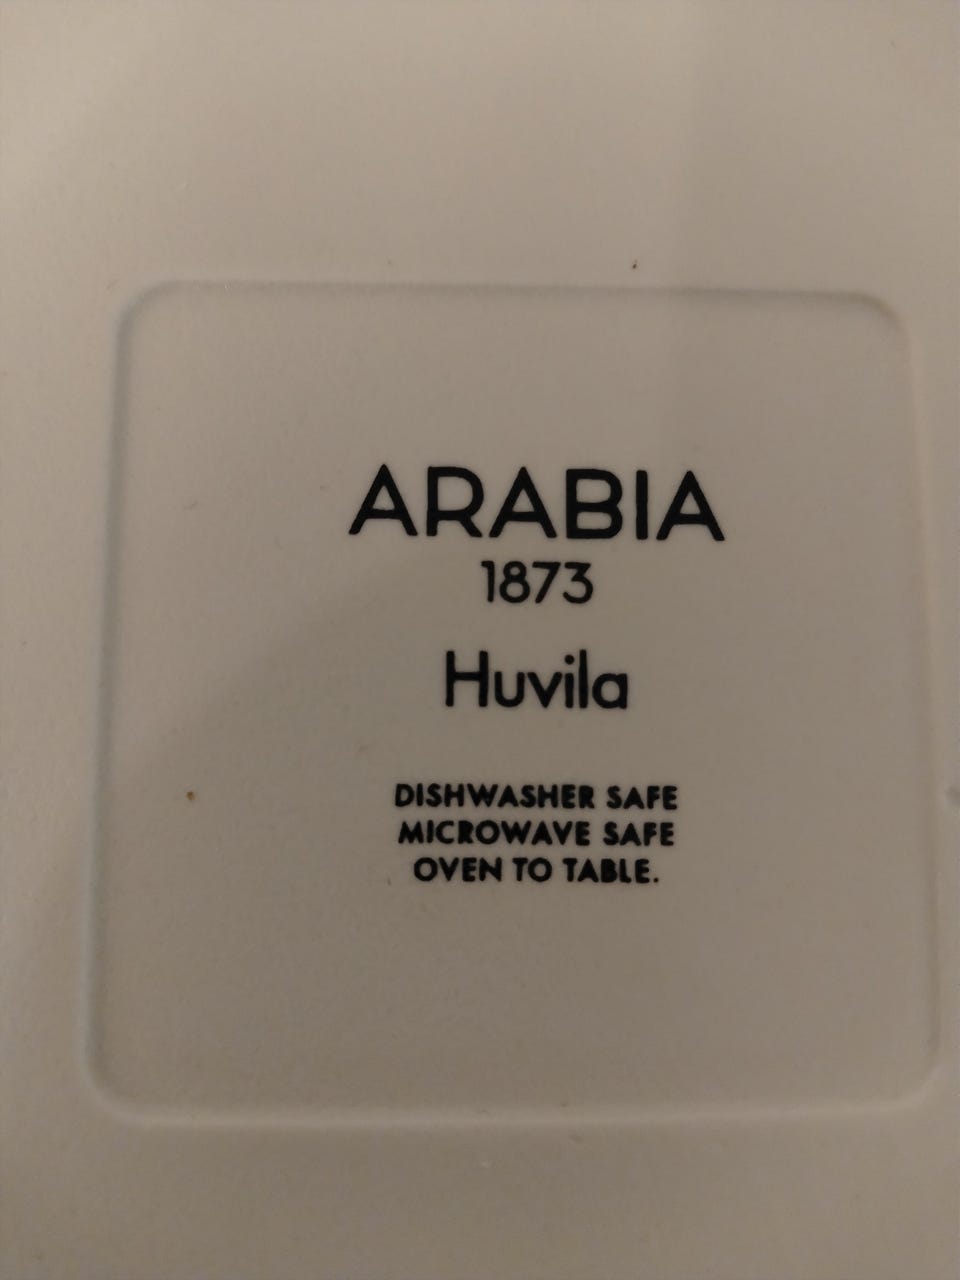 ARABIA
1873
Huvila
DISHWASHER SAFE
MICROWAVE SAFE
OVEN TO TABLE.